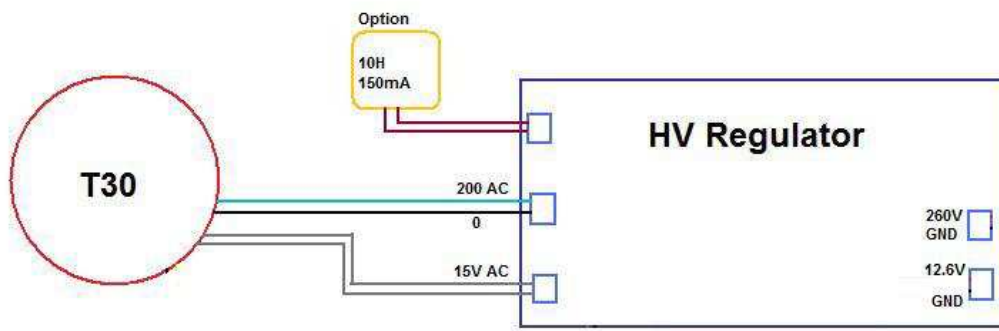 Option
10H
150mA
T30
HV Regulator
200 AC
0
15V AC
260V
GND
12.6V
GND